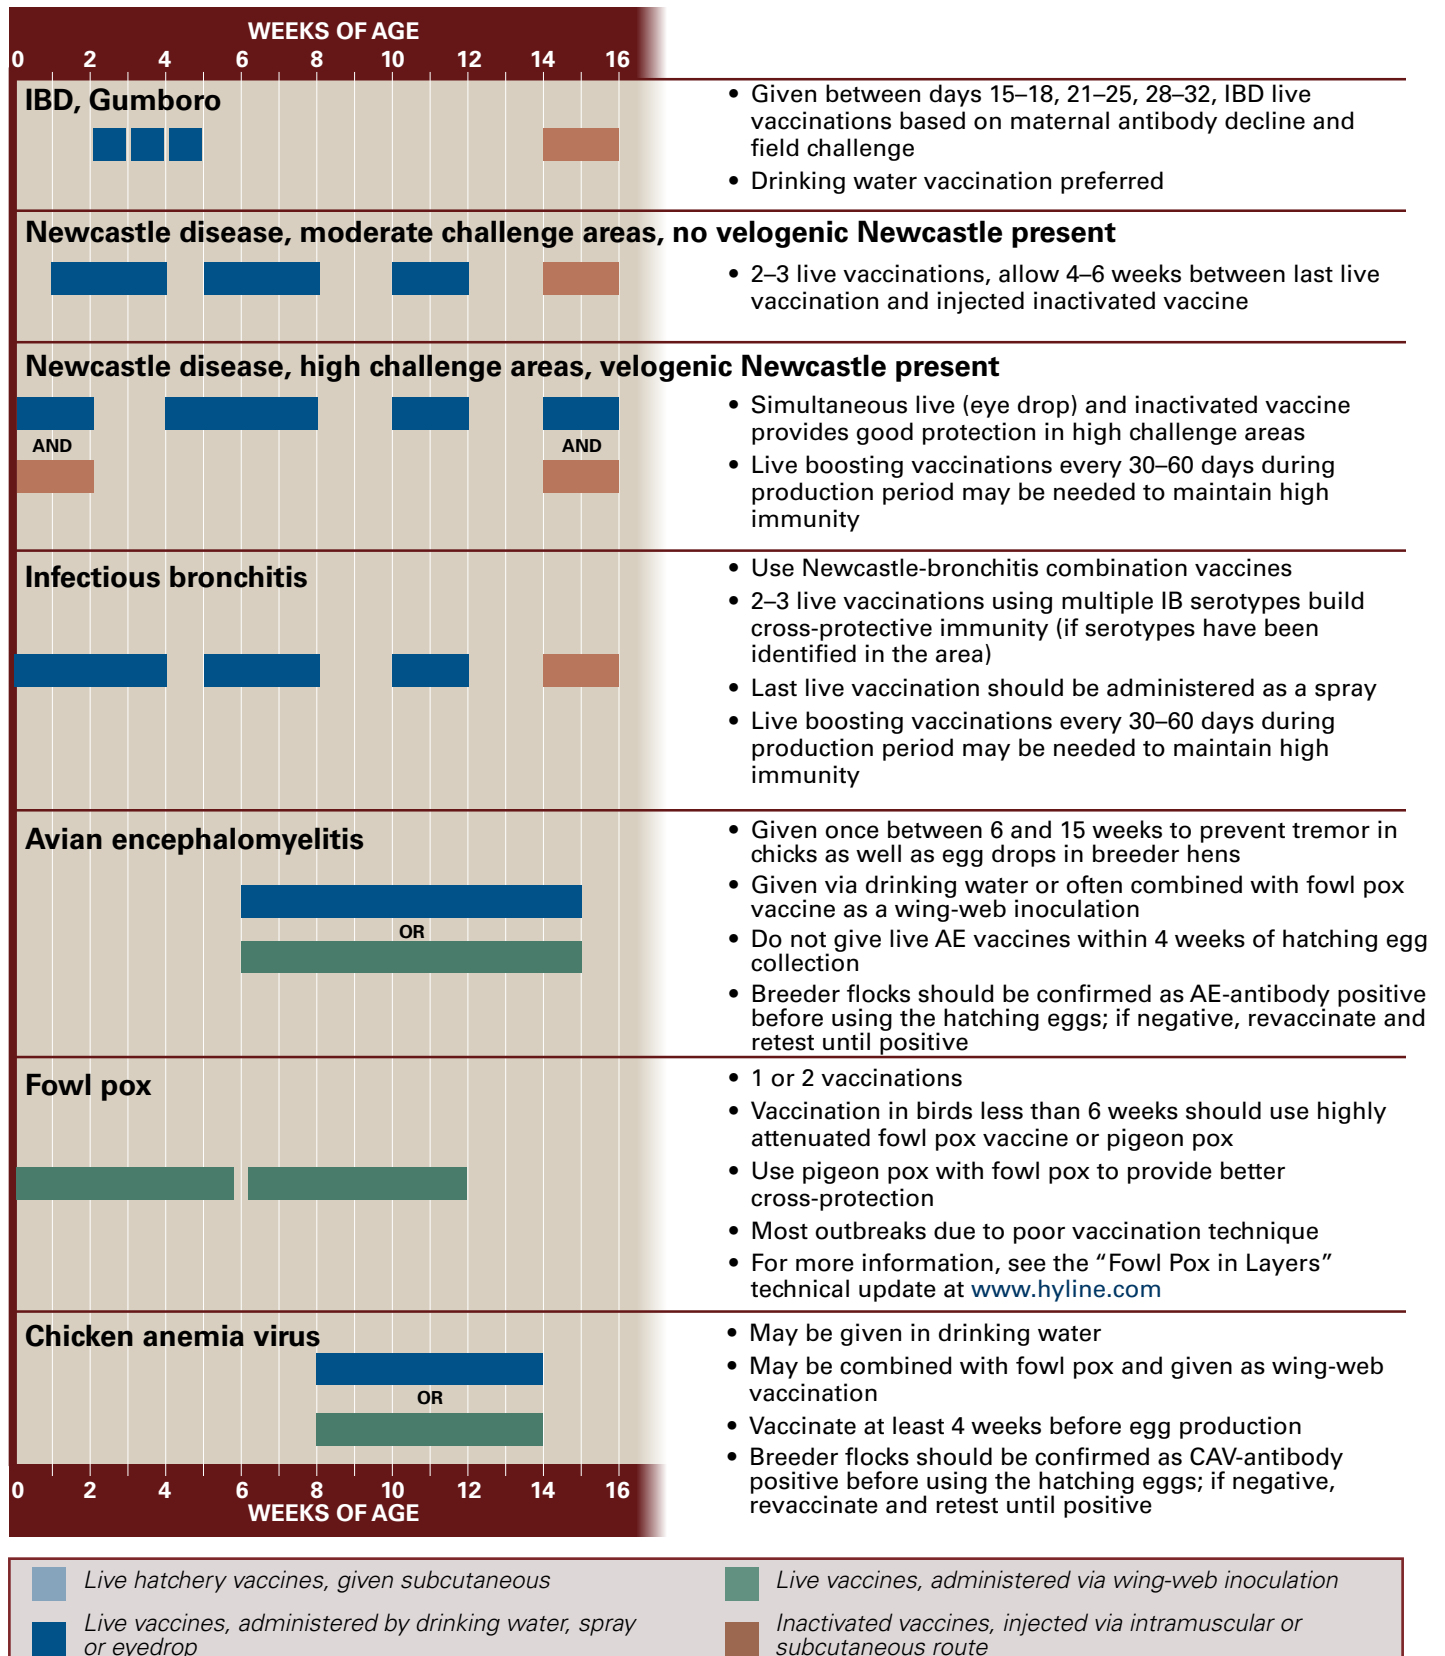 WEEKS OF AGE
0 2 4 6 8 10 12 14 16
IBD, Gumboro
• Given between days 15–18, 21–25, 28–32, IBD live
vaccinations based on maternal antibody decline and
field challenge
• Drinking water vaccination preferred
Newcastle disease, moderate challenge areas, no velogenic Newcastle present
• 2–3 live vaccinations, allow 4–6 weeks between last live
vaccination and injected inactivated vaccine
Newcastle disease, high challenge areas, velogenic Newcastle present
AND
AND
• Simultaneous live (eye drop) and inactivated vaccine
provides good protection in high challenge areas
• Live boosting vaccinations every 30–60 days during
production period may be needed to maintain high
immunity
Infectious bronchitis
• Use Newcastle-bronchitis combination vaccines
• 2–3 live vaccinations using multiple IB serotypes build
cross-protective immunity (if serotypes have been
identified in the area)
• Last live vaccination should be administered as a spray
• Live boosting vaccinations every 30–60 days during
production period may be needed to maintain high
immunity
Avian encephalomyelitis
OR
• Given once between 6 and 15 weeks to prevent tremor in
chicks as well as egg drops in breeder hens
• Given via drinking water or often combined with fowl pox
vaccine as a wing-web inoculation
• Do not give live AE vaccines within 4 weeks of hatching egg
collection
• Breeder flocks should be confirmed as AE-antibody positive
before using the hatching eggs; if negative, revaccinate and
retest until positive
Fowl pox
• 1 or 2 vaccinations
• Vaccination in birds less than 6 weeks should use highly
attenuated fowl pox vaccine or pigeon pox
• Use pigeon pox with fowl pox to provide better
cross-protection
• Most outbreaks due to poor vaccination technique
• For more information, see the “Fowl Pox in Layers”
technical update at www.hyline.com
Chicken anemia virus
OR
• May be given in drinking water
• May be combined with fowl pox and given as wing-web
vaccination
• Vaccinate at least 4 weeks before egg production
• Breeder flocks should be confirmed as CAV-antibody
positive before using the hatching eggs; if negative,
revaccinate and retest until positive
0 2 4 6 8 10 12 14 16
WEEKS OF AGE
Live hatchery vaccines, given subcutaneous
Live vaccines, administered by drinking water, spray
or eyedrop
Live vaccines, administered via wing-web inoculation
Inactivated vaccines, injected via intramuscular or
subcutaneous route